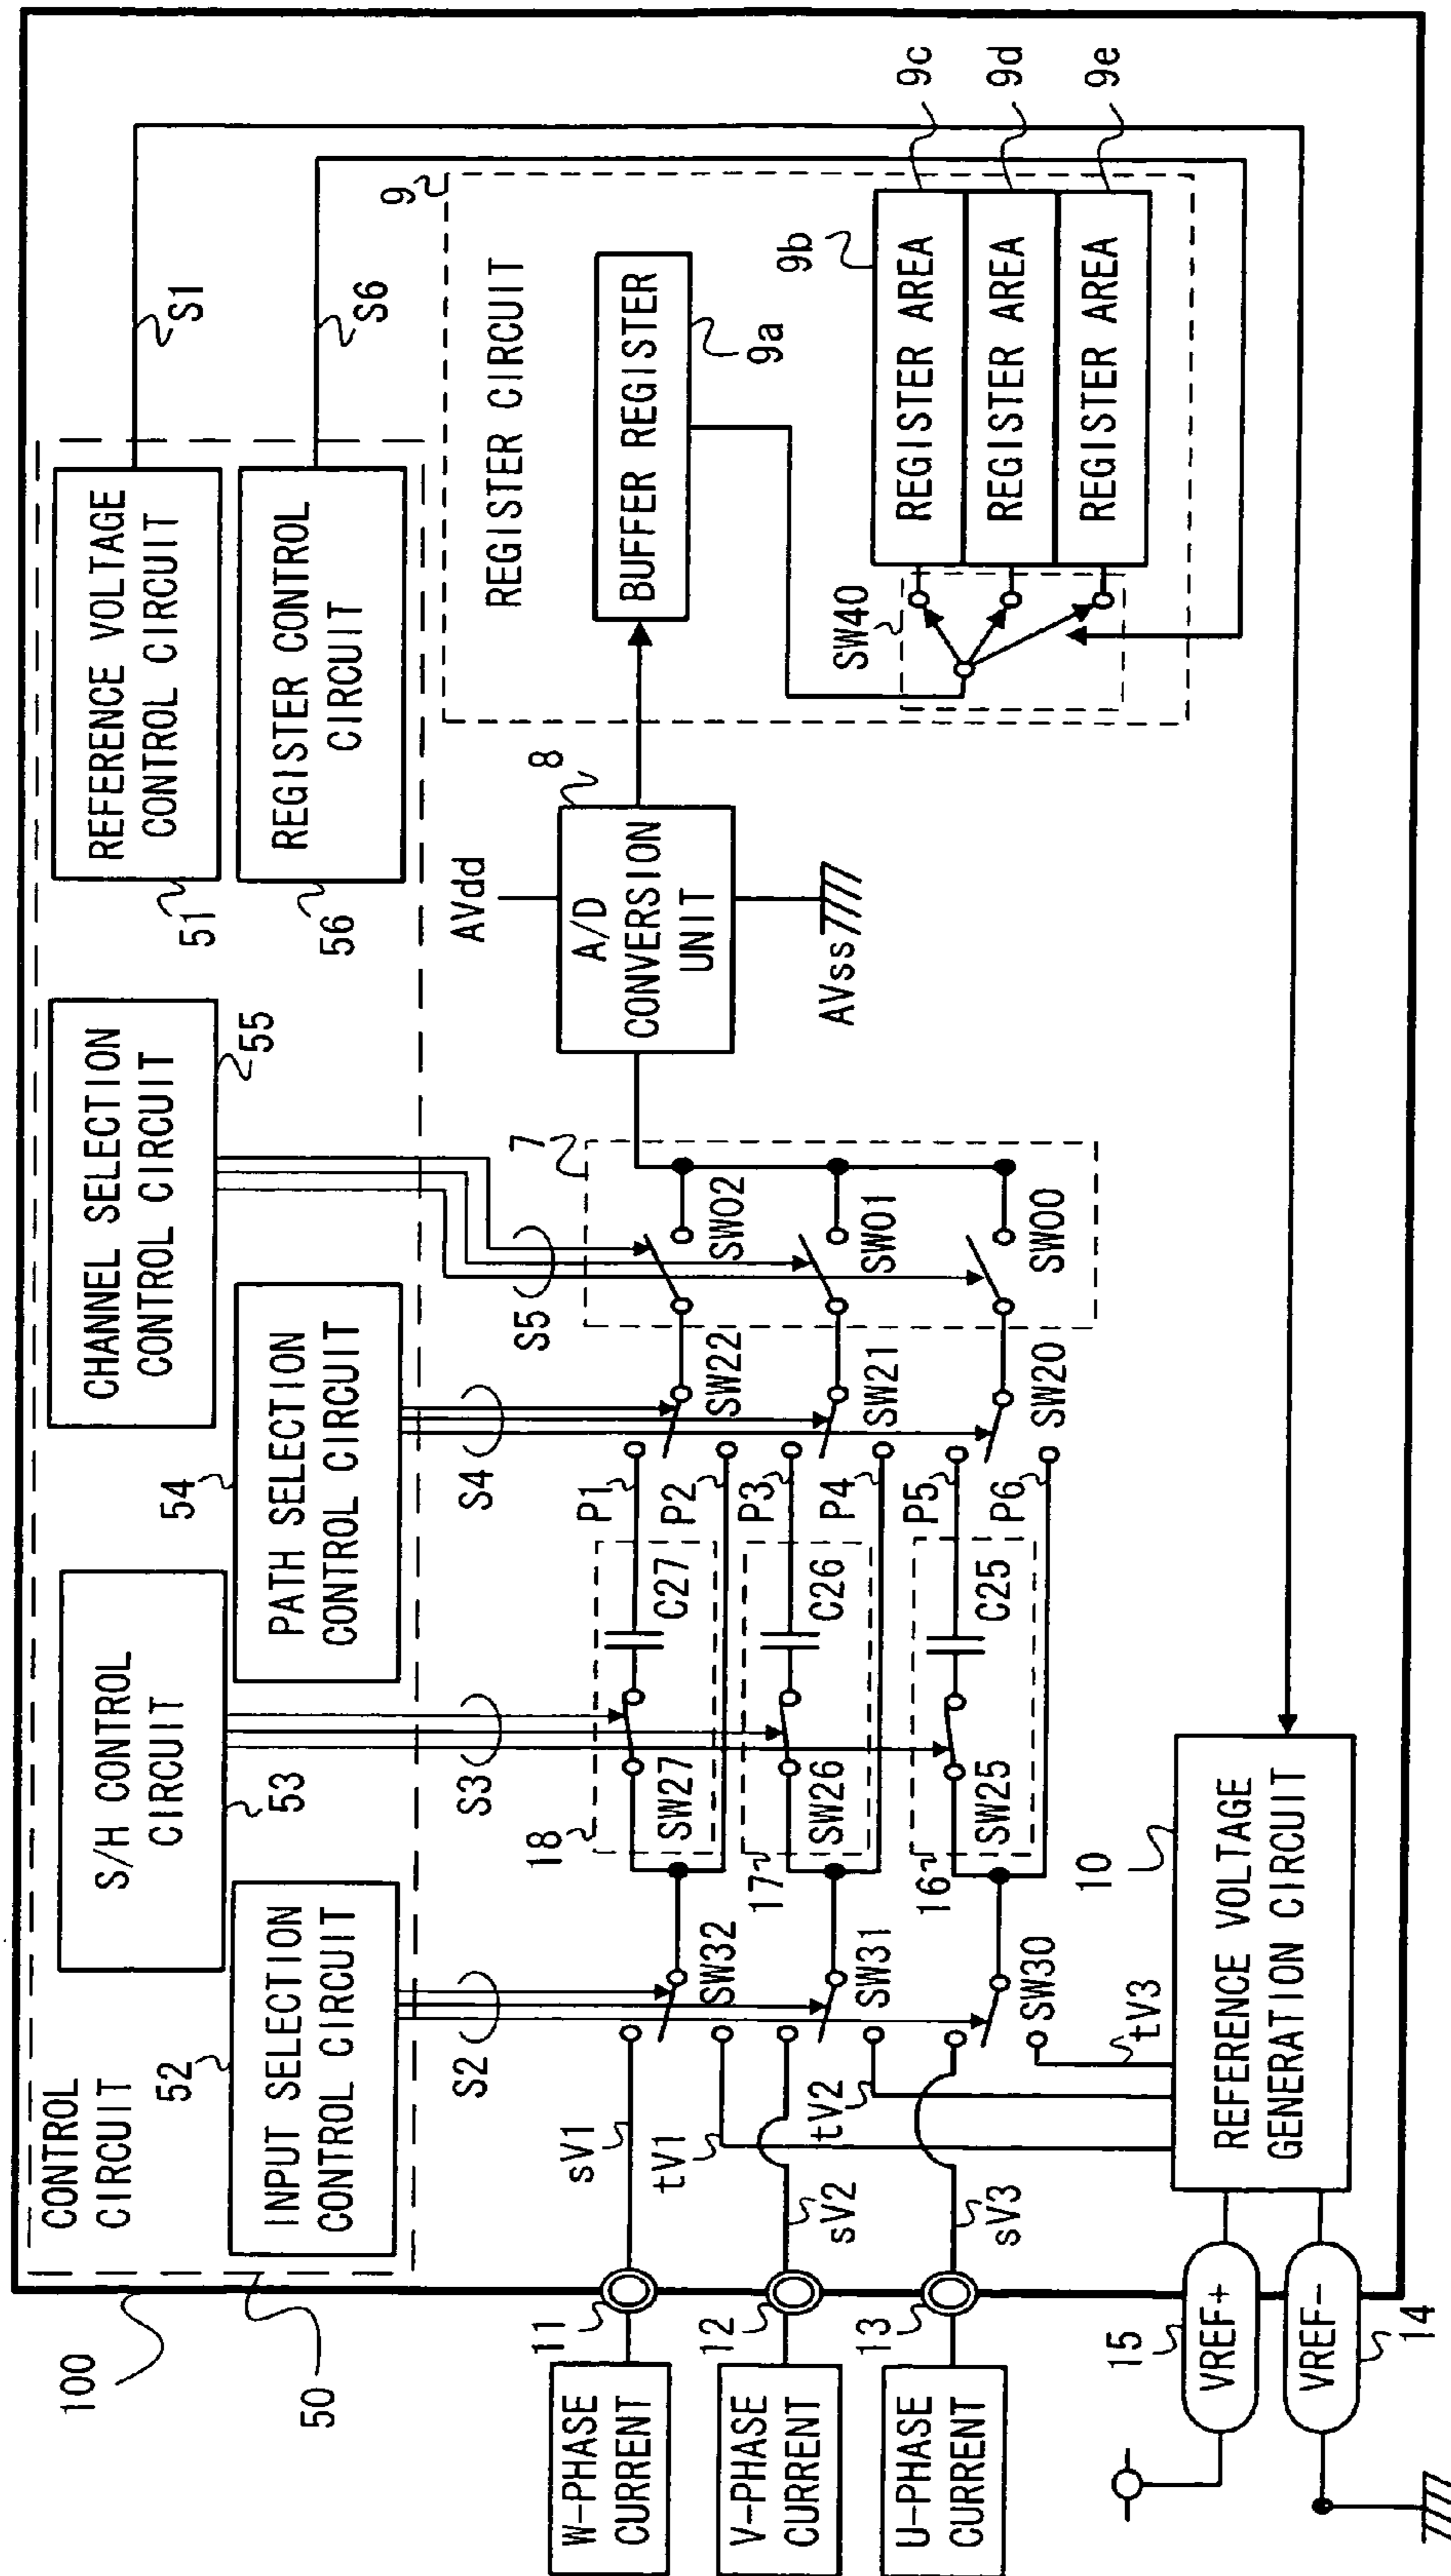 100
50
CONTROL
CIRCUIT
52
INPUT SELECTION
CONTROL CIRCUIT
S/H CONTROL
CIRCUIT
53
54
PATH SELECTION
CONTROL CIRCUIT
CHANNEL SELECTION
CONTROL CIRCUIT
55
REFERENCE VOLTAGE
CONTROL CIRCUIT
51
REGISTER CONTROL
CIRCUIT
56
S1
S6
S2
S3
S4
S5
W-PHASE
CURRENT
11
sV1
tV1
SW32
18
SW27
C27
P1
P2
SW22
7
SW02
V-PHASE
CURRENT
12
sV2
tV2
SW31
17
SW26
C26
P3
P4
SW21
SW01
U-PHASE
CURRENT
13
sV3
tV3
SW30
16
SW25
C25
P5
P6
SW20
SW00
AVdd
8
A/D
CONVERSION
UNIT
AVss
9
REGISTER CIRCUIT
BUFFER REGISTER
9a
SW40
9b
REGISTER AREA
9c
REGISTER AREA
9d
REGISTER AREA
9e
15
VREF+
VREF-
14
10
REFERENCE VOLTAGE
GENERATION CIRCUIT